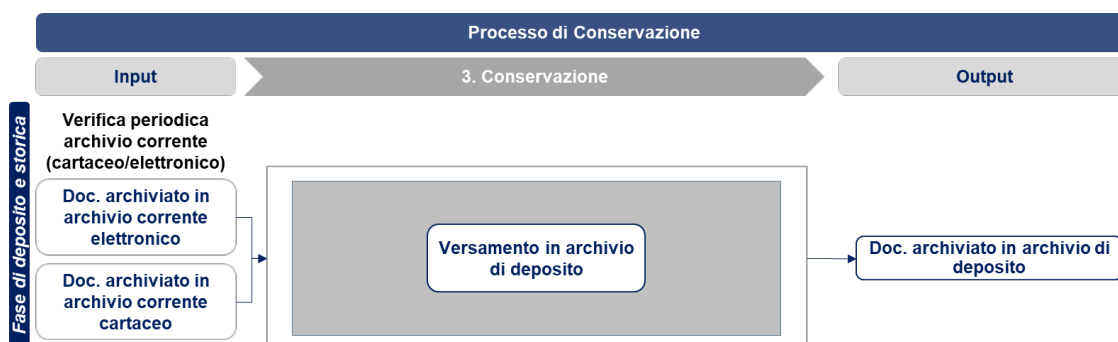 Processo di Conservazione
Input
3. Conservazione
Output
Fase di deposito e storica
Verifica periodica
archivio corrente
(cartaceo/elettronico)
Doc. archiviato in
archivio corrente
elettronico
Doc. archiviato in
archivio corrente
cartaceo
Versamento in archivio
di deposito
Doc. archiviato in archivio di
deposito